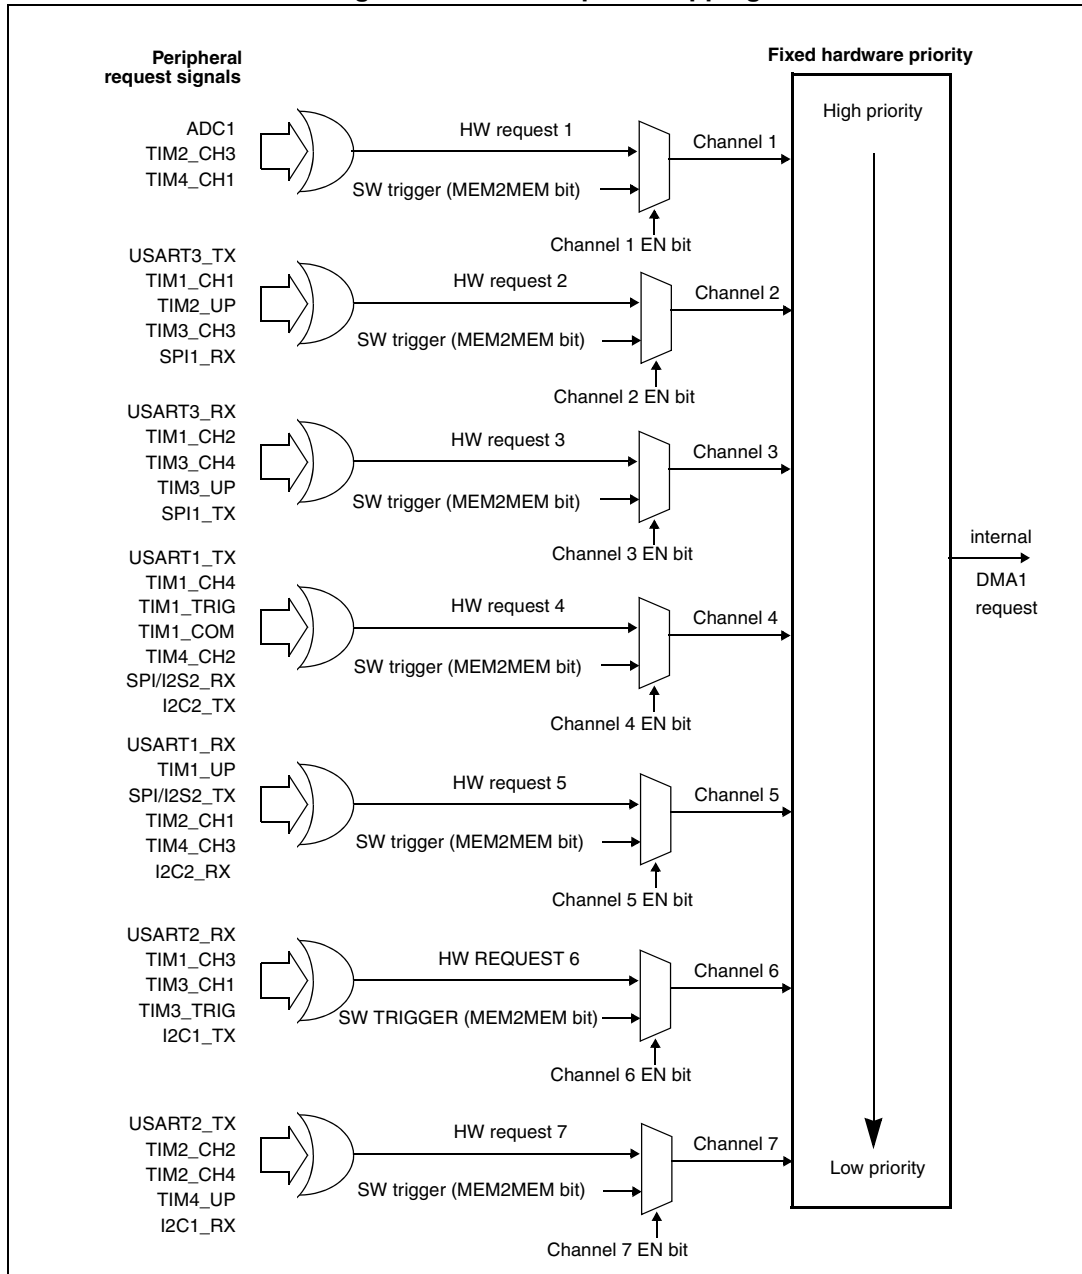 Peripheral
request signals
Fixed hardware priority
High priority
ADC1
TIM2_CH3
TIM4_CH1
HW request 1
SW trigger (MEM2MEM bit)
Channel 1
Channel 1 EN bit
USART3_TX
TIM1_CH1
TIM2_UP
TIM3_CH3
SPI1_RX
HW request 2
SW trigger (MEM2MEM bit)
Channel 2
Channel 2 EN bit
USART3_RX
TIM1_CH2
TIM3_CH4
TIM3_UP
SPI1_TX
HW request 3
SW trigger (MEM2MEM bit)
Channel 3
Channel 3 EN bit
internal
DMA1
request
USART1_TX
TIM1_CH4
TIM1_TRIG
TIM1_COM
TIM4_CH2
SPI/I2S2_RX
I2C2_TX
HW request 4
SW trigger (MEM2MEM bit)
Channel 4
Channel 4 EN bit
USART1_RX
TIM1_UP
SPI/I2S2_TX
TIM2_CH1
TIM4_CH3
I2C2_RX
HW request 5
SW trigger (MEM2MEM bit)
Channel 5
Channel 5 EN bit
USART2_RX
TIM1_CH3
TIM3_CH1
TIM3_TRIG
I2C1_TX
HW REQUEST 6
SW TRIGGER (MEM2MEM bit)
Channel 6
Channel 6 EN bit
USART2_TX
TIM2_CH2
TIM2_CH4
TIM4_UP
I2C1_RX
HW request 7
SW trigger (MEM2MEM bit)
Channel 7
Channel 7 EN bit
Low priority